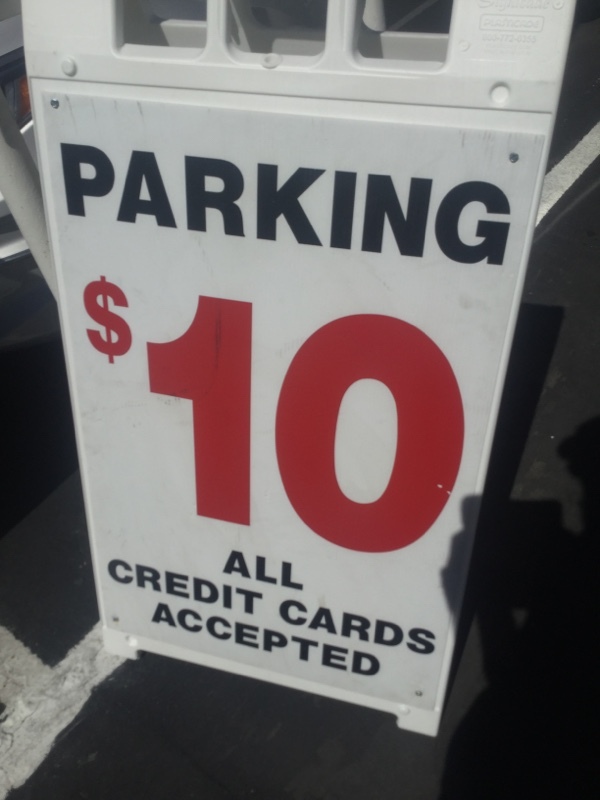 PARKING
$10
ALL
CREDIT CARDS
ACCEPTED